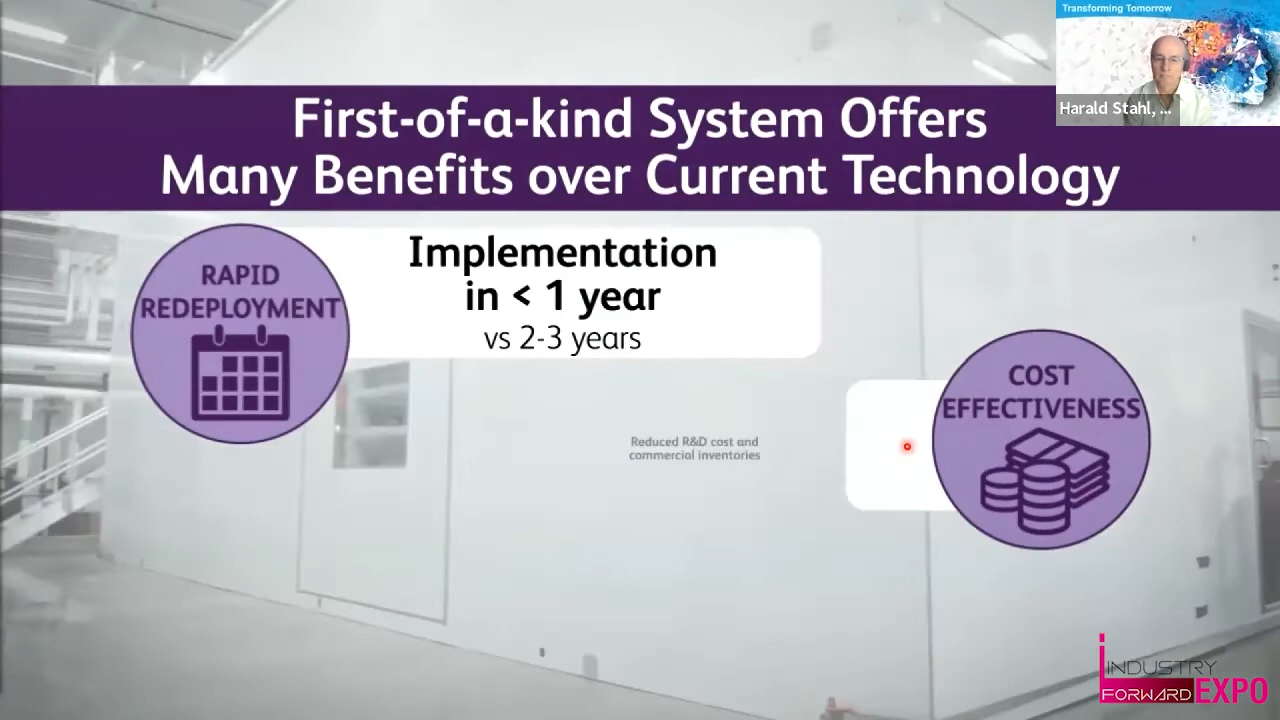 Transforming Tomorrow
Harald Stahl, ...
First-of-a-kind System Offers
Many Benefits over Current Technology
RAPID
REDEPLOYMENT
Implementation
in < 1 year
vs 2-3 years
COST
EFFECTIVENESS
Reduced R&D cost and
commercial inventories
INDUSTRY
FORWARD EXPO